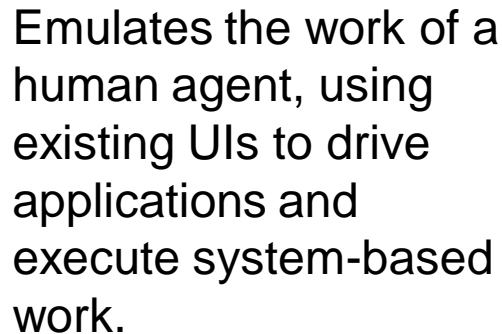 Emulates the work of a
human agent, using
existing UIs to drive
applications and
execute system-based
work.